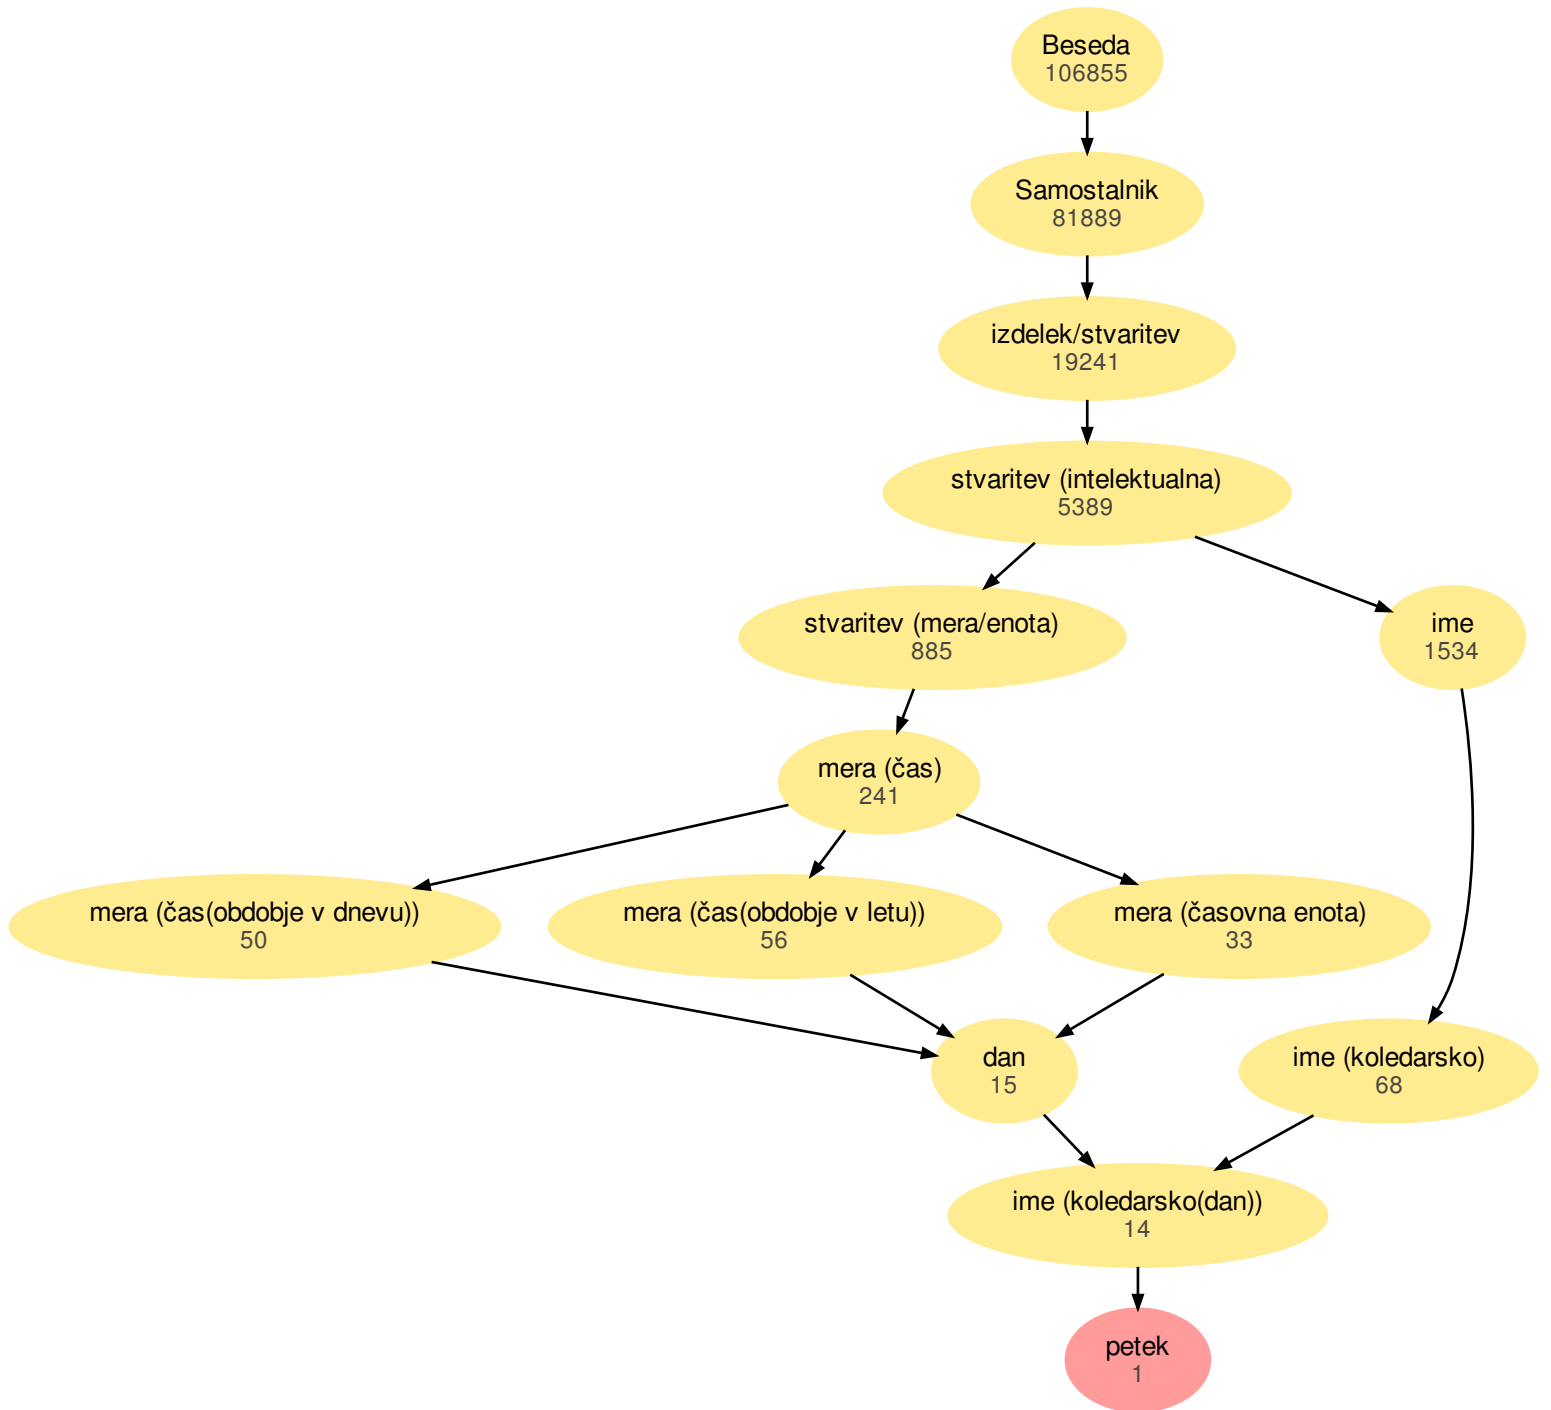 Beseda
106855
Samostalnik
81889
izdelek/stvaritev
19241
stvaritev (intelektualna)
5389
stvaritev (mera/enota)
885
ime
1534
mera (čas)
241
mera (čas(obdobje v dnevu))
50
mera (čas(obdobje v letu))
56
mera (časovna enota)
33
dan
15
ime (koledarsko)
68
ime (koledarsko(dan))
14
petek
1